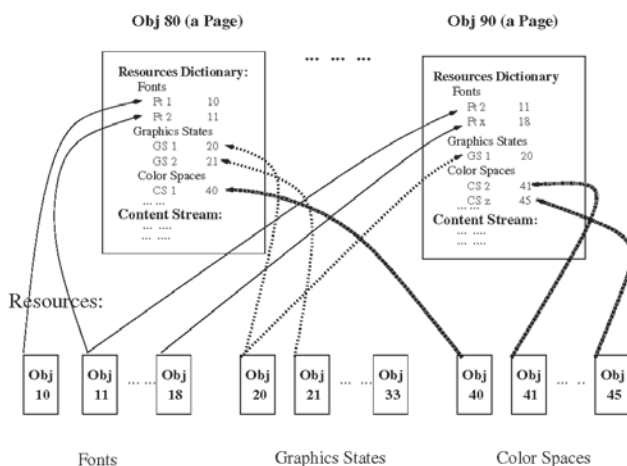 Obj 80 (a Page)
Obj 90 (a Page)
... ... ...
Resources Dictionary:
Fonts
Ft 1 10
Ft 2 11
Graphics States
GS 1 20
GS 2 21
Color Spaces
CS 1 40
... ...
Content Stream:
... ....
... ....
Resources Dictionary
Fonts
Ft 2 11
Ft x 18
Graphics States
GS 1 20
Color Spaces
CS 2 41
CS z 45
... ...
Content Stream:
... ....
... ....
Resources:
Obj 10
Obj 11
... ...
Obj 18
Obj 20
Obj 21
... ...
Obj 33
Obj 40
Obj 41
... ..
Obj 45
Fonts
Graphics States
Color Spaces